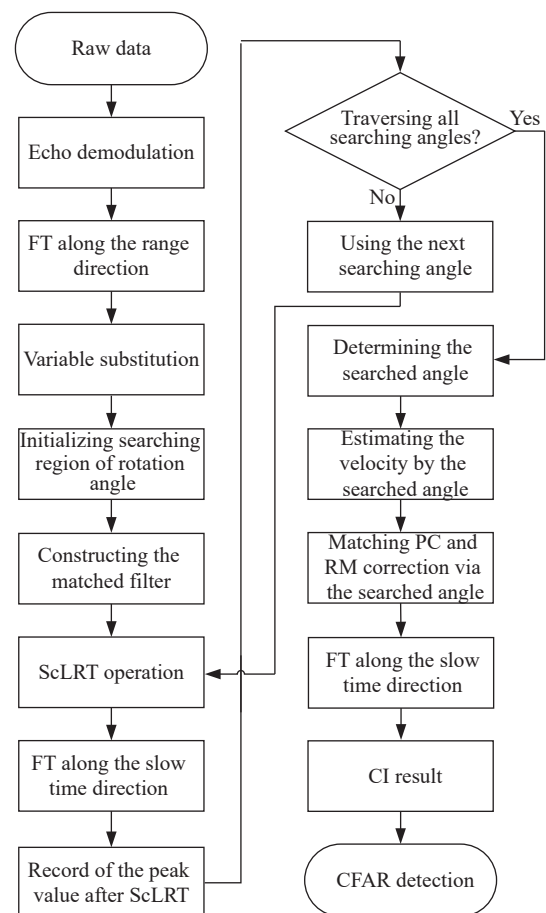 Raw data
Echo demodulation
FT along the range
direction
Variable substitution
Initializing searching
region of rotation
angle
Constructing the
matched filter
ScLRT operation
FT along the slow
time direction
Record of the peak
value after ScLRT
Traversing all
searching angles?
Yes
No
Using the next
searching angle
Determining the
searched angle
Estimating the
velocity by the
searched angle
Matching PC and
RM correction via
the searched angle
FT along the slow
time direction
CI result
CFAR detection